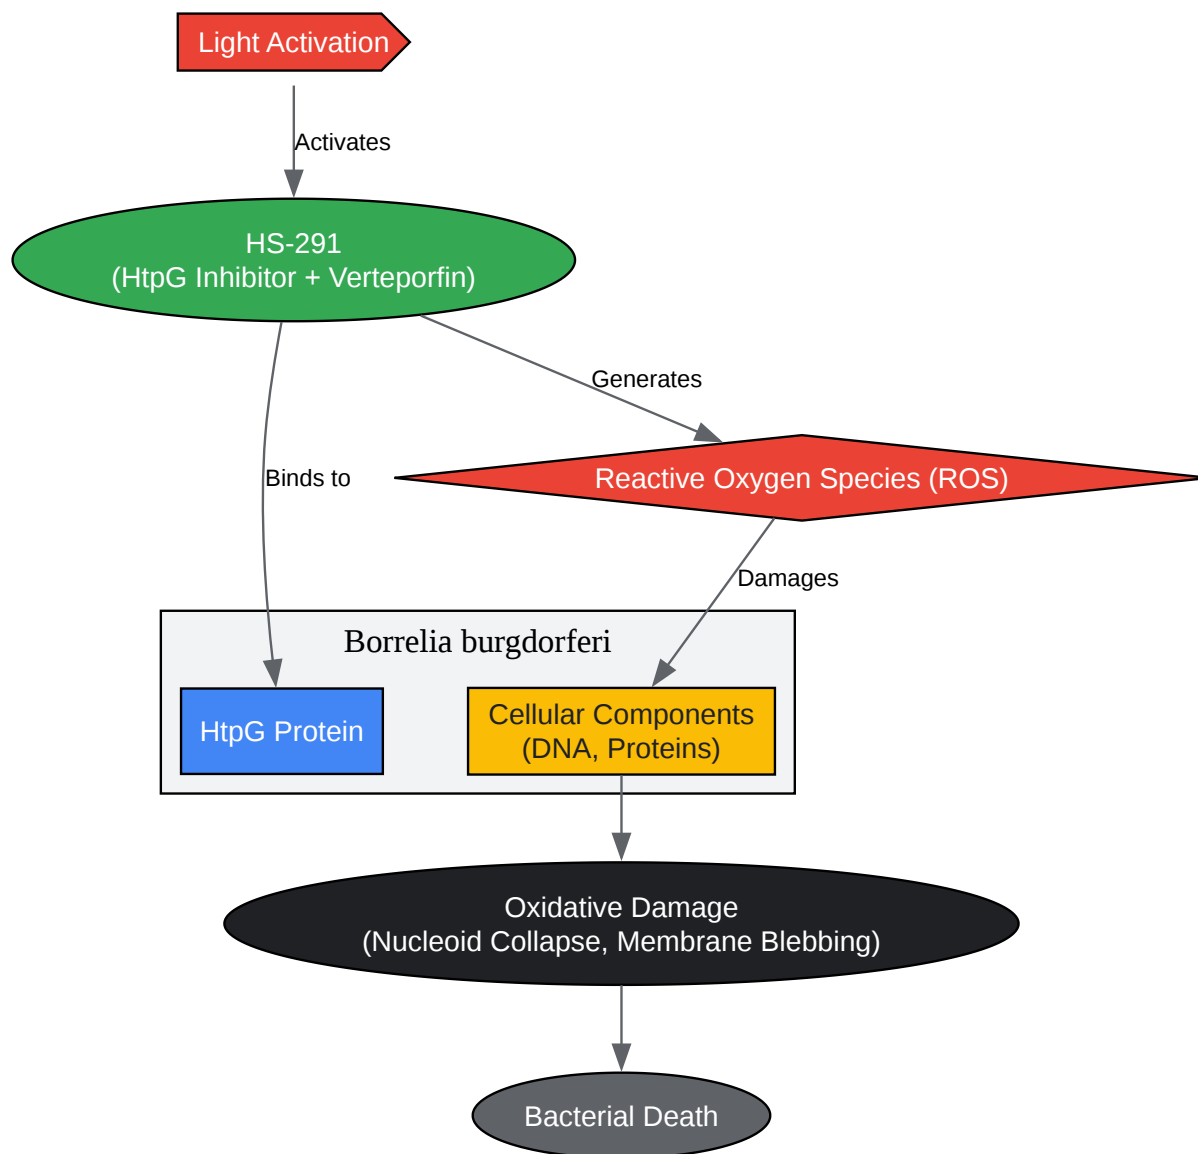 Light Activation
Activates
HS-291
(HtpG Inhibitor + Verteporfin)
Generates
Binds to
Reactive Oxygen Species (ROS)
Damages
Borrelia burgdorferi
HtpG Protein
Cellular Components
(DNA, Proteins)
Oxidative Damage
(Nucleoid Collapse, Membrane Blebbing)
Bacterial Death